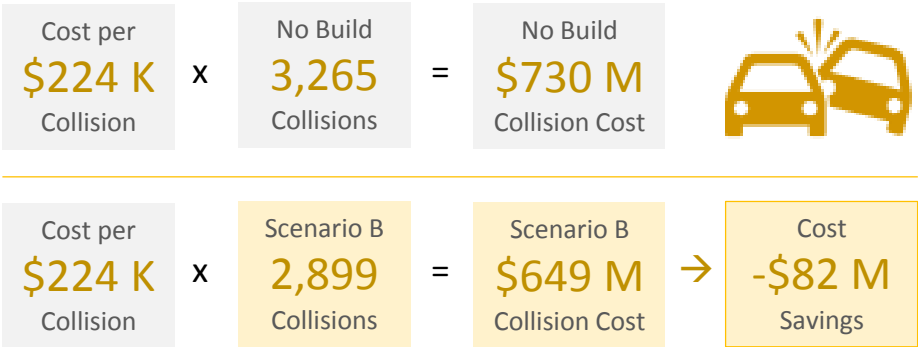 Cost per
$224 K
Collision
x
No Build
3,265
Collisions
=
No Build
$730 M
Collision Cost
Cost per
$224 K
Collision
x
Scenario B
2,899
Collisions
=
Scenario B
$649 M
Collision Cost
→
Cost
-$82 M
Savings